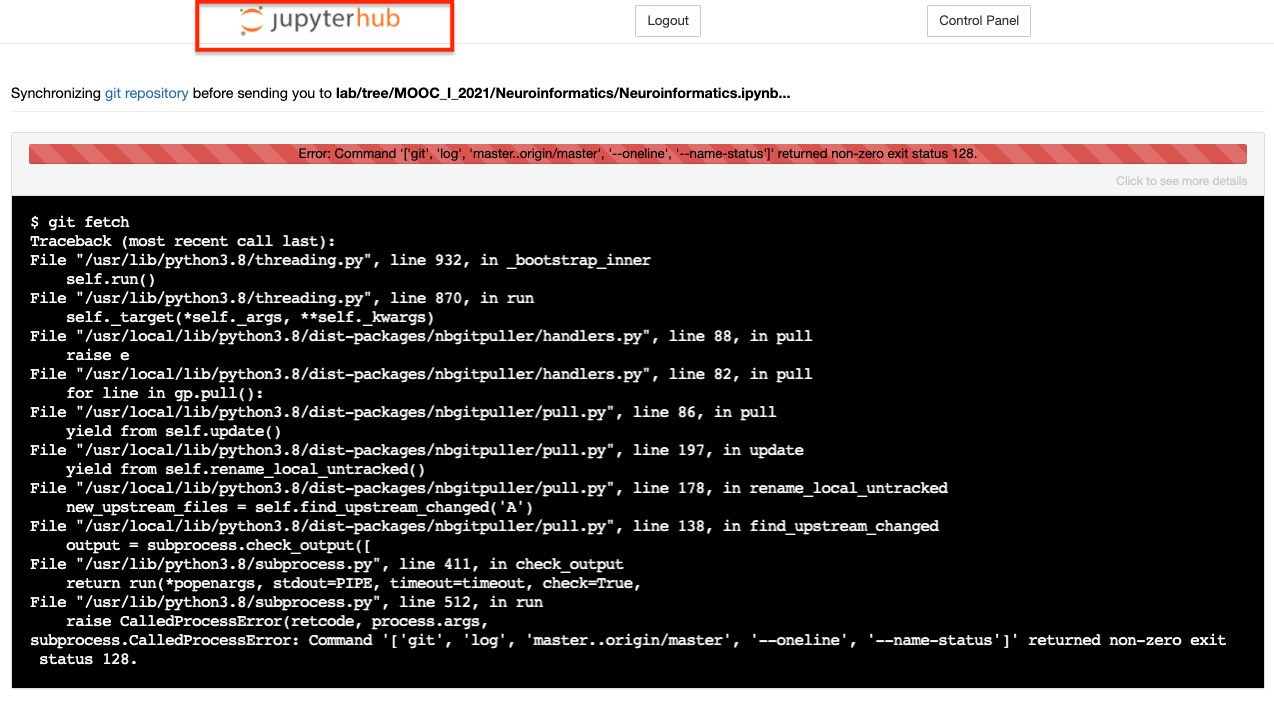 jupyterhub Logout Control Panel
Synchronizing git repository before sending you to lab/tree/MOOC_I_2021/Neuroinformatics/Neuroinformatics.ipynb...
Error: Command '['git', 'log', 'master..origin/master', '--oneline', '--name-status']' returned non-zero exit status 128.
Click to see more details
$ git fetch
Traceback (most recent call last):
File "/usr/lib/python3.8/threading.py", line 932, in _bootstrap_inner
    self.run()
File "/usr/lib/python3.8/threading.py", line 870, in run
    self._target(*self._args, **self._kwargs)
File "/usr/local/lib/python3.8/dist-packages/nbgitpuller/handlers.py", line 88, in pull
    raise e
File "/usr/local/lib/python3.8/dist-packages/nbgitpuller/handlers.py", line 82, in pull
    for line in gp.pull():
File "/usr/local/lib/python3.8/dist-packages/nbgitpuller/pull.py", line 86, in pull
    yield from self.update()
File "/usr/local/lib/python3.8/dist-packages/nbgitpuller/pull.py", line 197, in update
    yield from self.rename_local_untracked()
File "/usr/local/lib/python3.8/dist-packages/nbgitpuller/pull.py", line 178, in rename_local_untracked
    new_upstream_files = self.find_upstream_changed('A')
File "/usr/local/lib/python3.8/dist-packages/nbgitpuller/pull.py", line 138, in find_upstream_changed
    output = subprocess.check_output([
File "/usr/lib/python3.8/subprocess.py", line 411, in check_output
    return run(*popenargs, stdout=PIPE, timeout=timeout, check=True,
File "/usr/lib/python3.8/subprocess.py", line 512, in run
    raise CalledProcessError(retcode, process.args,
subprocess.CalledProcessError: Command '['git', 'log', 'master..origin/master', '--oneline', '--name-status']' returned non-zero exit
 status 128.